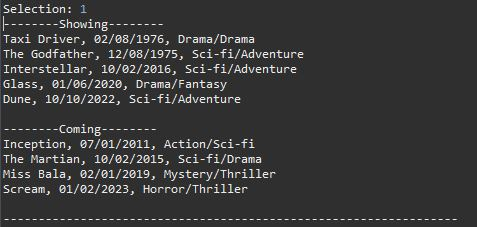 Selection: 1
--------Showing--------
Taxi Driver, 02/08/1976, Drama/Drama
The Godfather, 12/08/1975, Sci-fi/Adventure
Interstellar, 10/02/2016, Sci-fi/Adventure
Glass, 01/06/2020, Drama/Fantasy
Dune, 10/10/2022, Sci-fi/Adventure
--------Coming--------
Inception, 07/01/2011, Action/Sci-fi
The Martian, 10/02/2015, Sci-fi/Drama
Miss Bala, 02/01/2019, Mystery/Thriller
Scream, 01/02/2023, Horror/Thriller
-----------------------------------------------------------------